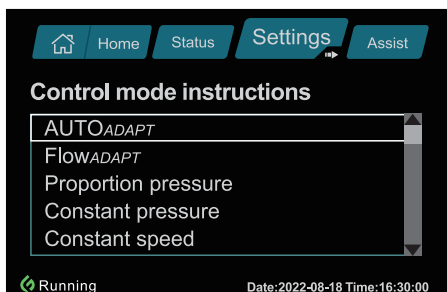 Home Status Settings Assist
Control mode instructions
AUTOADAPT
FlowADAPT
Proportion pressure
Constant pressure
Constant speed
Running Date:2022-08-18 Time:16:30:00